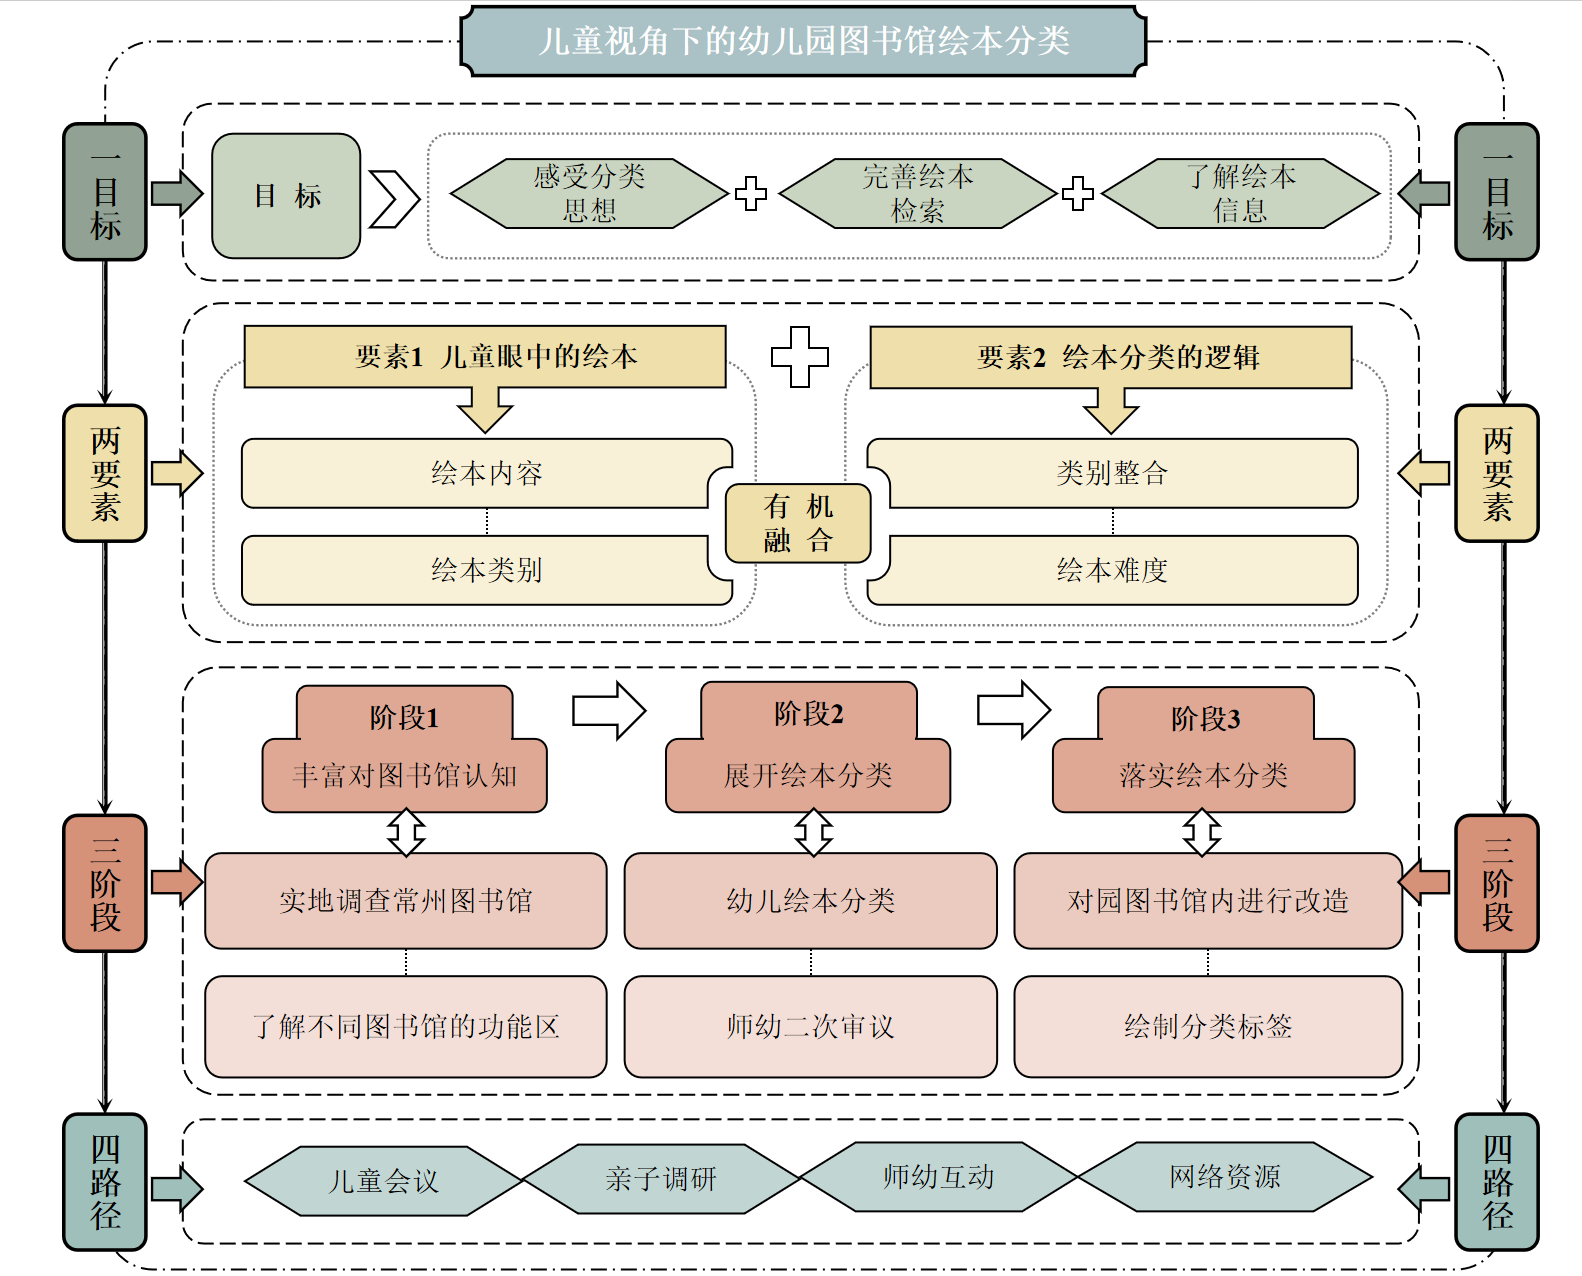 儿童视角下的幼儿园图书馆绘本分类
一目标
目 标
感受分类
思想
完善绘本
检索
了解绘本
信息
一目标
两要素
要素1 儿童眼中的绘本
要素2 绘本分类的逻辑
绘本内容
类别整合
有 机
融 合
绘本类别
绘本难度
两要素
三阶段
阶段1
丰富对图书馆认知
阶段2
展开绘本分类
阶段3
落实绘本分类
实地调查常州图书馆
幼儿绘本分类
对园图书馆内进行改造
了解不同图书馆的功能区
师幼二次审议
绘制分类标签
三阶段
四路径
儿童会议
亲子调研
师幼互动
网络资源
四路径